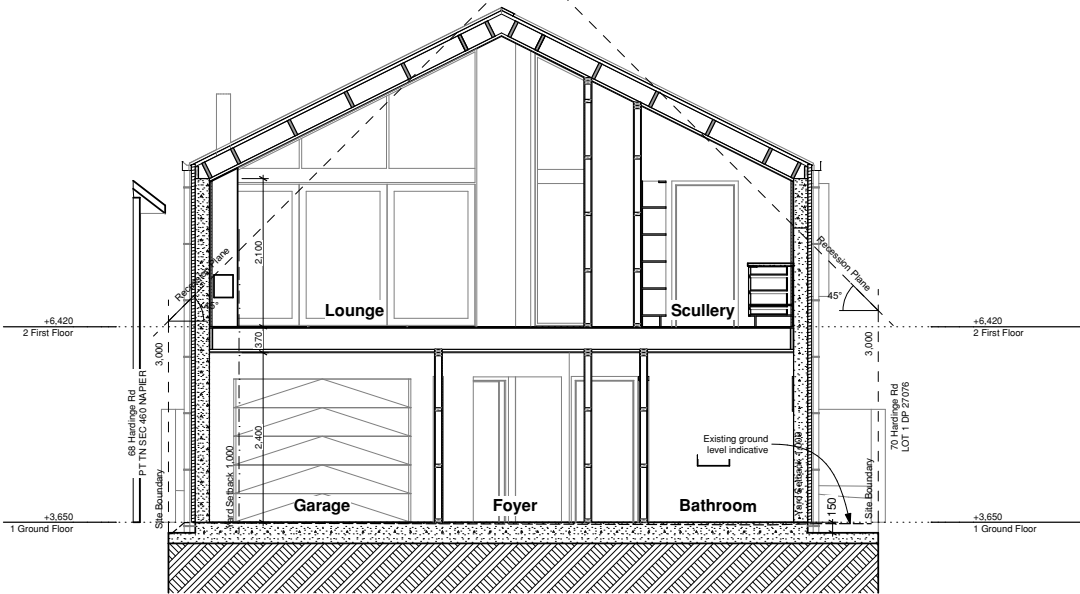 Recession Plane
45°
2,100
Lounge
Scullery
Recession Plane
45°
+6,420
2 First Floor
370
+6,420
2 First Floor
3,000
3,000
68 Hardinge Rd
PT TN SEC 460 NAPIER
70 Hardinge Rd
LOT 1 DP 27076
2,400
Existing ground
level indicative
Site Boundary
Yard Setback 1,000
Garage
Foyer
Bathroom
Yard Setback 1,000
150
Site Boundary
+3,650
1 Ground Floor
+3,650
1 Ground Floor